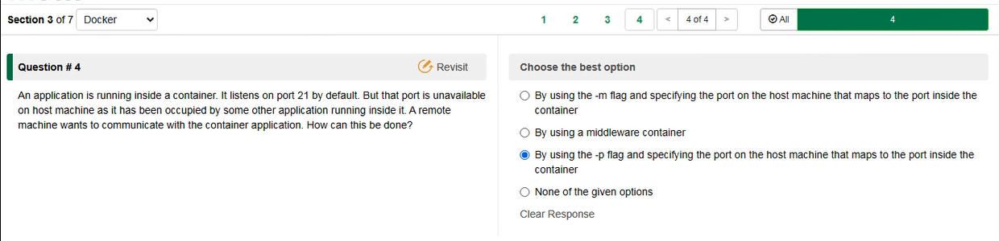 Section 3 of 7 Docker 1 2 3 4 < 4 of 4 > All 4
Question # 4 Revisit
An application is running inside a container. It listens on port 21 by default. But that port is unavailable
on host machine as it has been occupied by some other application running inside it. A remote
machine wants to communicate with the container application. How can this be done?
Choose the best option
By using the -m flag and specifying the port on the host machine that maps to the port inside the
container
By using a middleware container
By using the -p flag and specifying the port on the host machine that maps to the port inside the
container
None of the given options
Clear Response